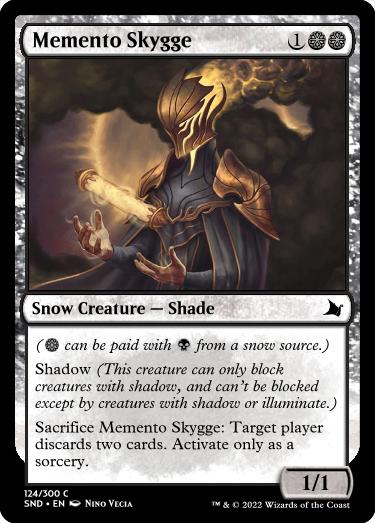 Memento Skygge 1
Snow Creature — Shade
( can be paid with from a snow source.)
Shadow (This creature can only block
creatures with shadow, and can't be blocked
except by creatures with shadow or illuminate.)
Sacrifice Memento Skygge: Target player
discards two cards. Activate only as a
sorcery.
1/1
124/300 C
SND • EN Nino Vecia
™ & © 2022 Wizards of the Coast